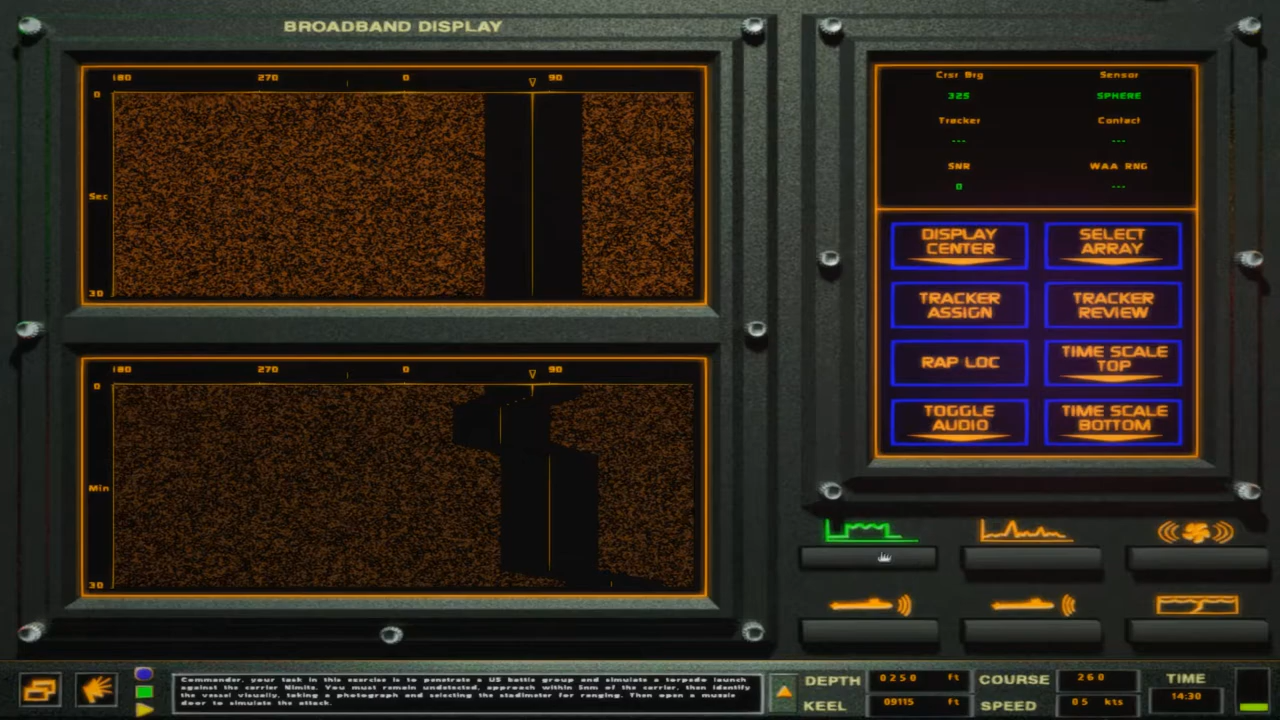 BROADBAND DISPLAY
180 270 0 90
0
Sec
30
180 270 0 90
0
Min
30
Crsr Brg Sensor
325 SPHERE
Tracker Contact
--- ---
SNR WAA RNG
0 ---
DISPLAY CENTER
SELECT ARRAY
TRACKER ASSIGN
TRACKER REVIEW
RAP LOC
TIME SCALE TOP
TOGGLE AUDIO
TIME SCALE BOTTOM
Commander, your task in this exercise is to penetrate a US battle group and simulate a torpedo launch
against the carrier Nimitz. You must remain undetected, approach within 5nm of the carrier, then identify
the vessel visually, taking a photograph and selecting the stadimeter for ranging. Then open a muzzle
door to simulate the attack.
DEPTH 0250 ft COURSE 260 TIME
KEEL 09115 ft SPEED 05 kts 14:30